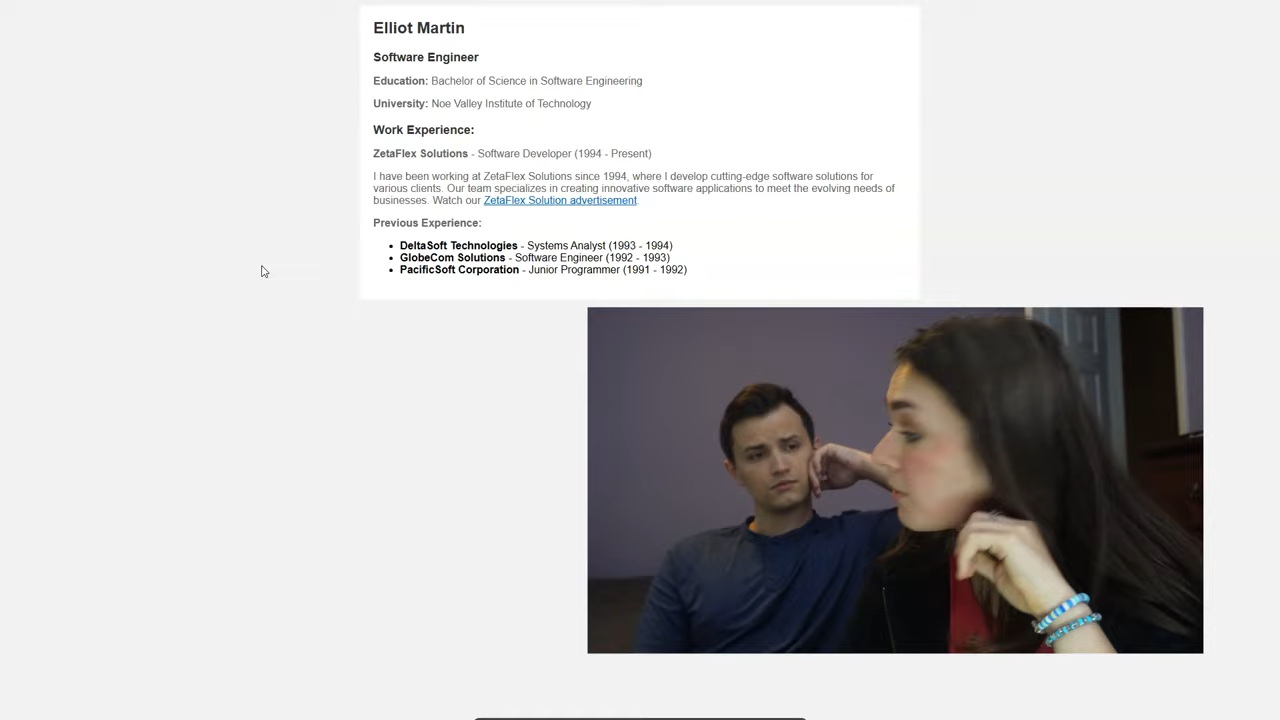 Elliot Martin
Software Engineer
Education: Bachelor of Science in Software Engineering
University: Noe Valley Institute of Technology
Work Experience:
ZetaFlex Solutions - Software Developer (1994 - Present)
I have been working at ZetaFlex Solutions since 1994, where I develop cutting-edge software solutions for
various clients. Our team specializes in creating innovative software applications to meet the evolving needs of
businesses. Watch our ZetaFlex Solution advertisement.
Previous Experience:
• DeltaSoft Technologies - Systems Analyst (1993 - 1994)
• GlobeCom Solutions - Software Engineer (1992 - 1993)
• PacificSoft Corporation - Junior Programmer (1991 - 1992)